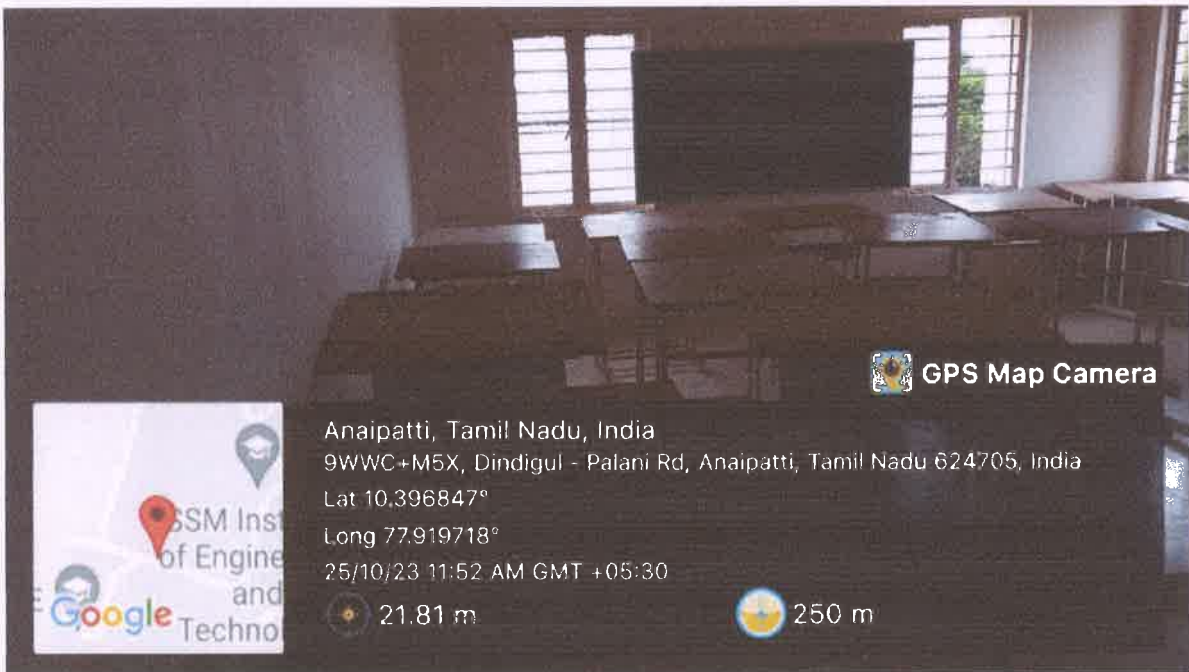 GPS Map Camera
Anaipatti, Tamil Nadu, India
9WWC+M5X, Dindigul - Palani Rd, Anaipatti, Tamil Nadu 624705, India
Lat 10.396847°
Long 77.919718°
25/10/23 11:52 AM GMT +05:30
21.81 m
250 m
SSM Inst
of Engine
and
Technol
Google